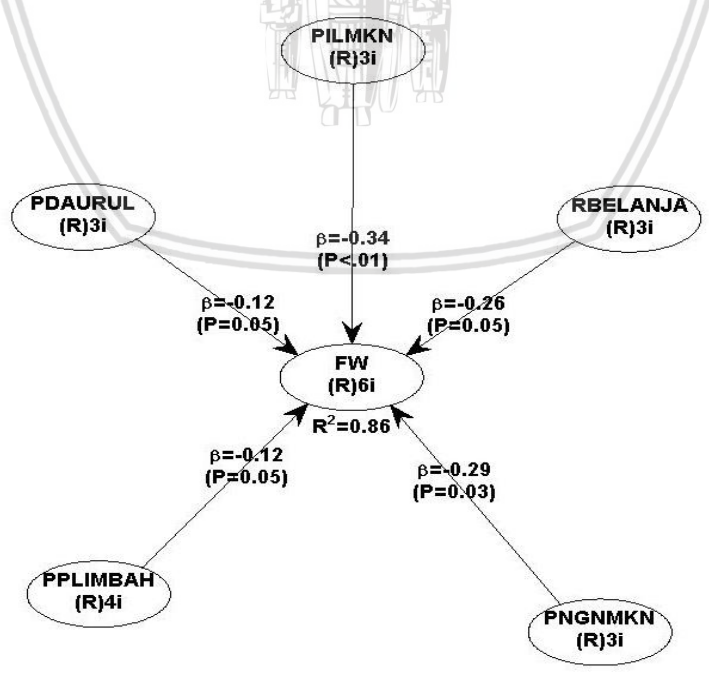 PILMKN
(R)3i
PDAURUL
(R)3i
RBELANJA
(R)3i
β=-0.34
(P<.01)
β=-0.12
(P=0.05)
β=-0.26
(P=0.05)
FW
(R)6i
R²=0.86
β=-0.12
(P=0.05)
β=-0.29
(P=0.03)
PPLIMBAH
(R)4i
PNGNMKN
(R)3i